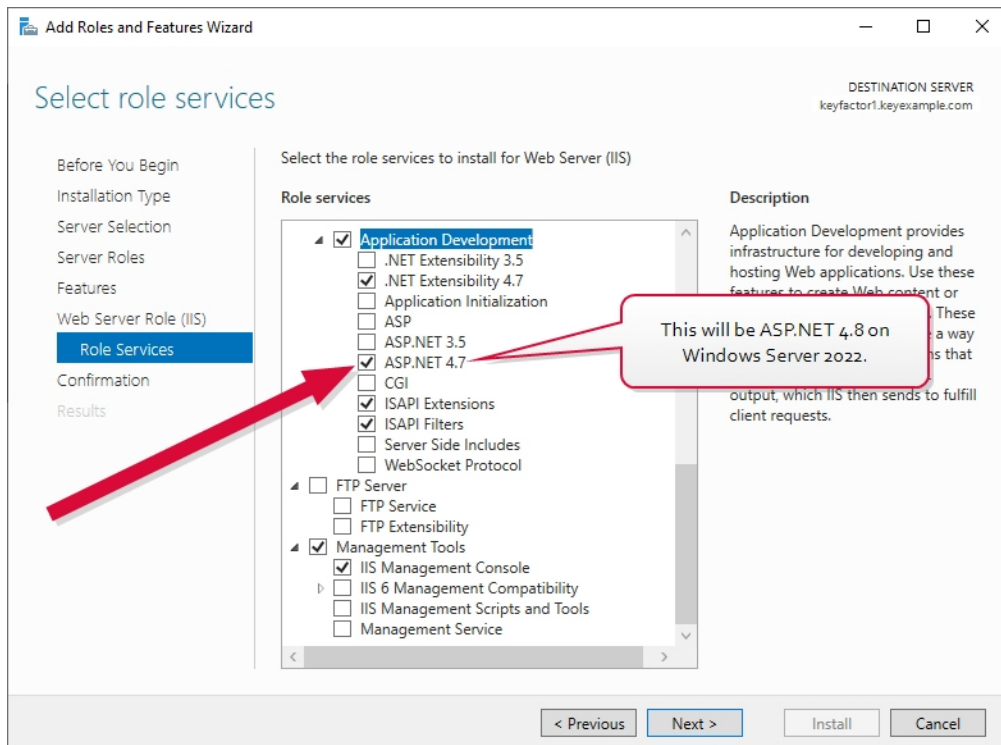 Add Roles and Features Wizard
Select role services
DESTINATION SERVER
keyfactor1.keyexample.com
Before You Begin
Installation Type
Server Selection
Server Roles
Features
Web Server Role (IIS)
Role Services
Confirmation
Results
Select the role services to install for Web Server (IIS)
Role services
Application Development
.NET Extensibility 3.5
.NET Extensibility 4.7
Application Initialization
ASP
ASP.NET 3.5
ASP.NET 4.7
CGI
ISAPI Extensions
ISAPI Filters
Server Side Includes
WebSocket Protocol
FTP Server
FTP Service
FTP Extensibility
Management Tools
IIS Management Console
IIS 6 Management Compatibility
IIS Management Scripts and Tools
Management Service
This will be ASP.NET 4.8 on
Windows Server 2022.
Description
Application Development provides
infrastructure for developing and
hosting Web applications. Use these
features to create Web content or
These
a way
that
output, which IIS then sends to fulfill
client requests.
< Previous
Next >
Install
Cancel